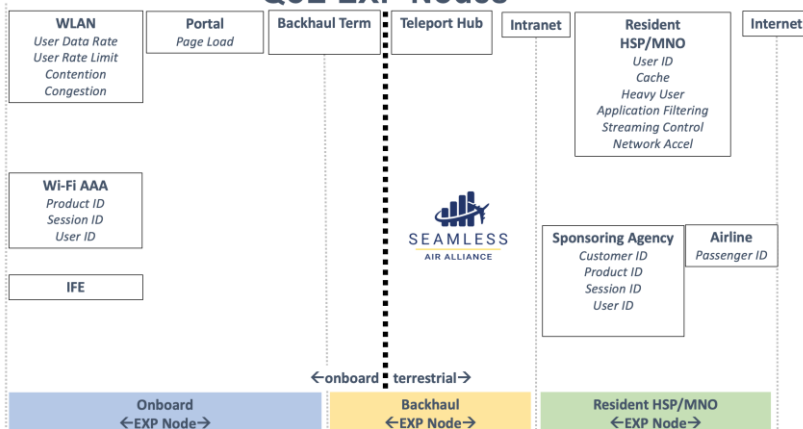 QoE EXP Nodes
WLAN
User Data Rate
User Rate Limit
Contention
Congestion
Portal
Page Load
Backhaul Term
Teleport Hub
Intranet
Resident
HSP/MNO
User ID
Cache
Heavy User
Application Filtering
Streaming Control
Network Accel
Internet
Wi-Fi AAA
Product ID
Session ID
User ID
SEAMLESS
AIR ALLIANCE
Sponsoring Agency
Customer ID
Product ID
Session ID
User ID
Airline
Passenger ID
IFE
←onboard terrestrial→
Onboard
←EXP Node→
Backhaul
←EXP Node→
Resident HSP/MNO
←EXP Node→